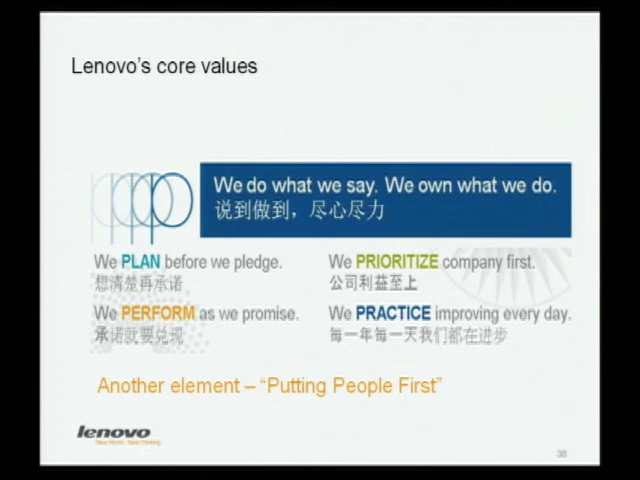 Lenovo's core values
We do what we say. We own what we do.
说到做到，尽心尽力
We PLAN before we pledge.
想清楚再承诺
We PERFORM as we promise.
承诺就要兑现
We PRIORITIZE company first.
公司利益至上
We PRACTICE improving every day.
每一年每一天我们都在进步
Another element – “Putting People First”
lenovo
New World. New Thinking.
38